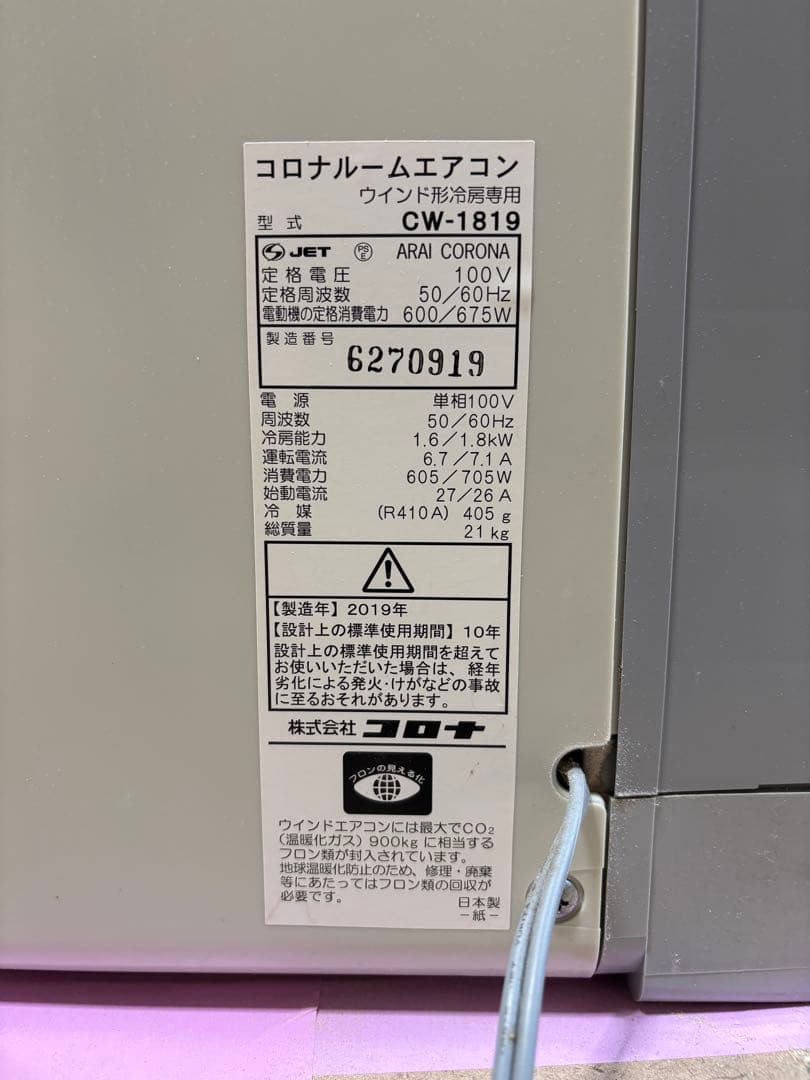 コロナルームエアコン
ウインド形冷房専用
型式 CW-1819
JET PSE ARAI CORONA
定格電圧 100V
定格周波数 50/60Hz
電動機の定格消費電力 600/675W
製造番号 6270919
電源 単相100V
周波数 50/60Hz
冷房能力 1.6/1.8kW
運転電流 6.7/7.1A
消費電力 605/705W
始動電流 27/26A
冷媒 (R410A) 405g
総質量 21kg
【製造年】2019年
【設計上の標準使用期間】10年
設計上の標準使用期間を超えて
お使いいただいた場合は、経年
劣化による発火・けがなどの事故
に至るおそれがあります。
株式会社 コロナ
フロンの見える化
ウインドエアコンには最大でCO₂
(温暖化ガス)900kgに相当する
フロン類が封入されています。
地球温暖化防止のため、修理・廃棄
等にあたってはフロン類の回収が
必要です。
日本製
-紙-